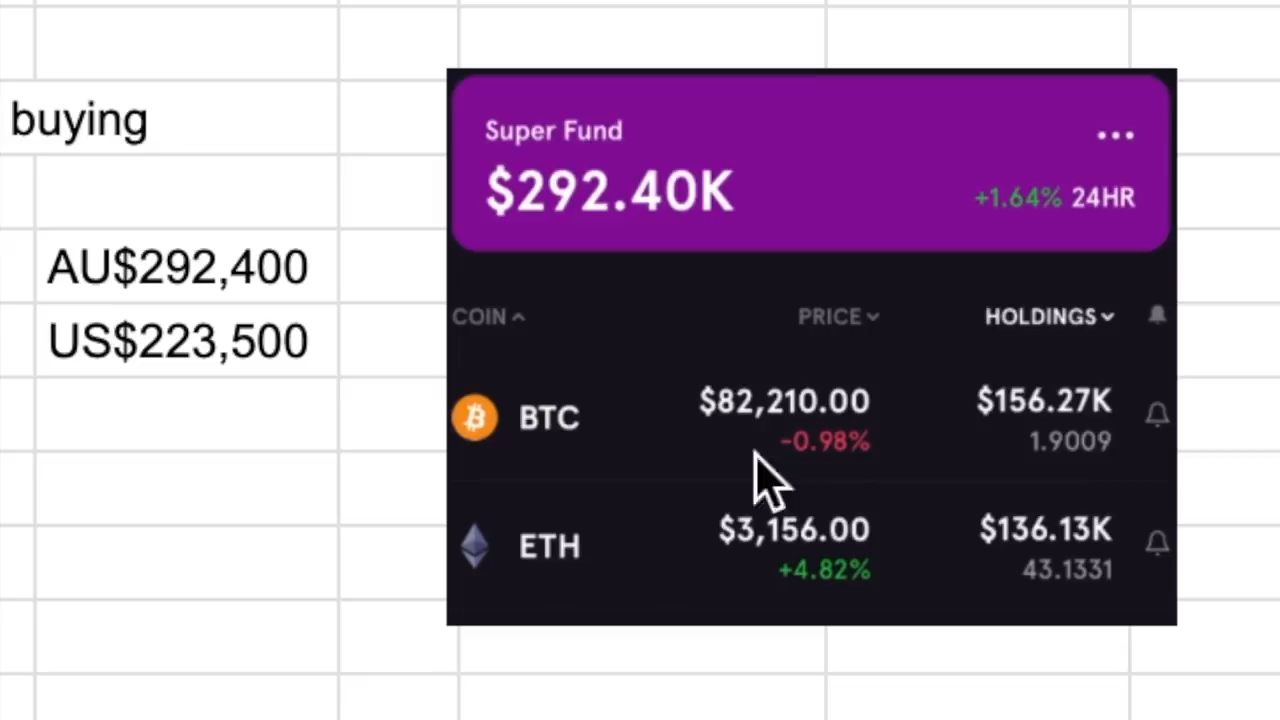 buying
AU$292,400
US$223,500
Super Fund
...
$292.40K
+1.64% 24HR
COIN PRICE HOLDINGS
BTC $82,210.00 $156.27K
-0.98% 1.9009
ETH $3,156.00 $136.13K
+4.82% 43.1331